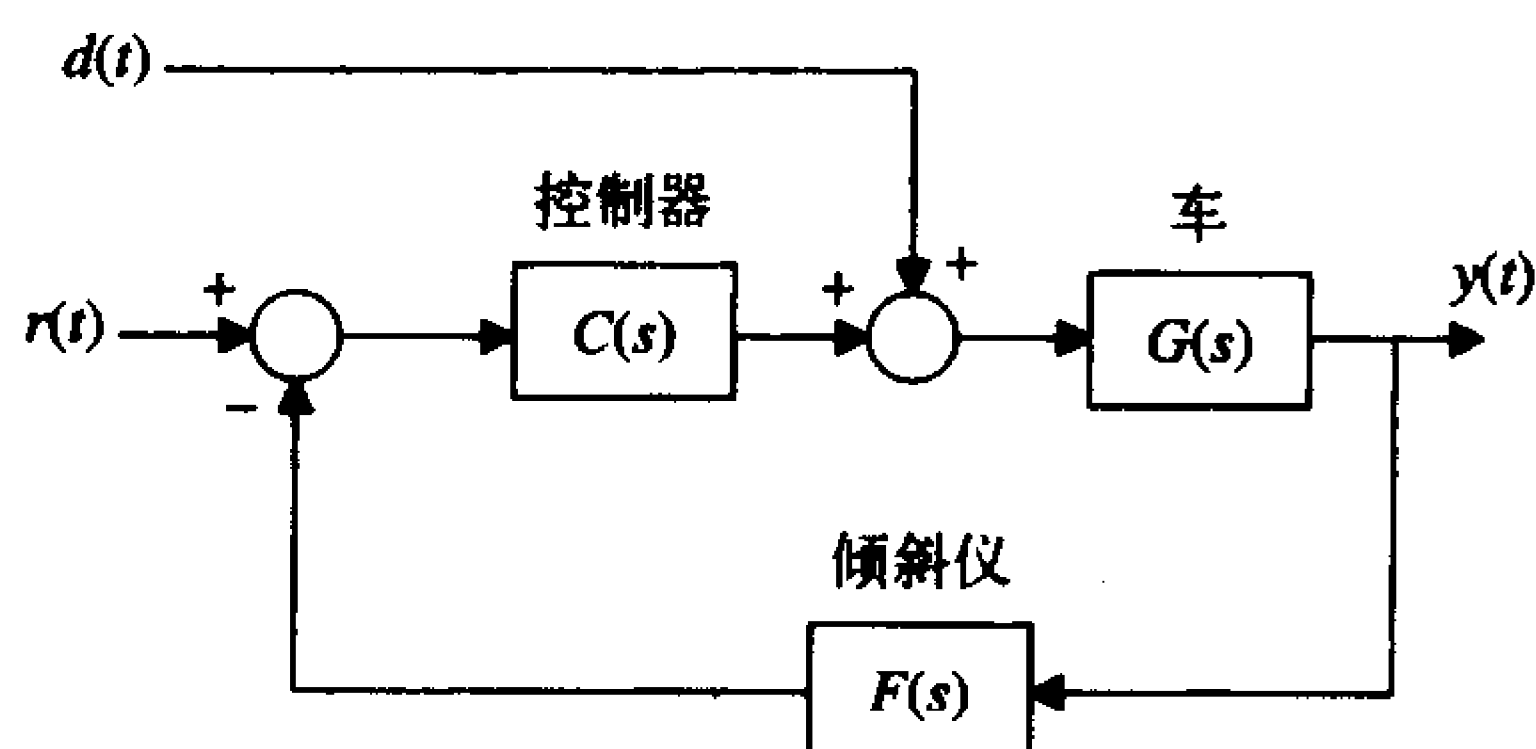 d(t)
控制器
车
+
+
+
r(t)
C(s)
G(s)
y(t)
−
倾斜仪
F(s)